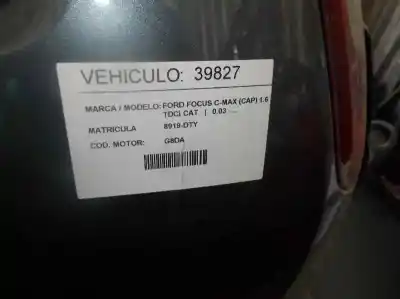 VEHICULO: 39827
MARCA / MODELO: FORD FOCUS C-MAX (CAP) 1.6
TDCI CAT | 0.03 ...
MATRICULA 8919-DTY
COD. MOTOR: G8DA